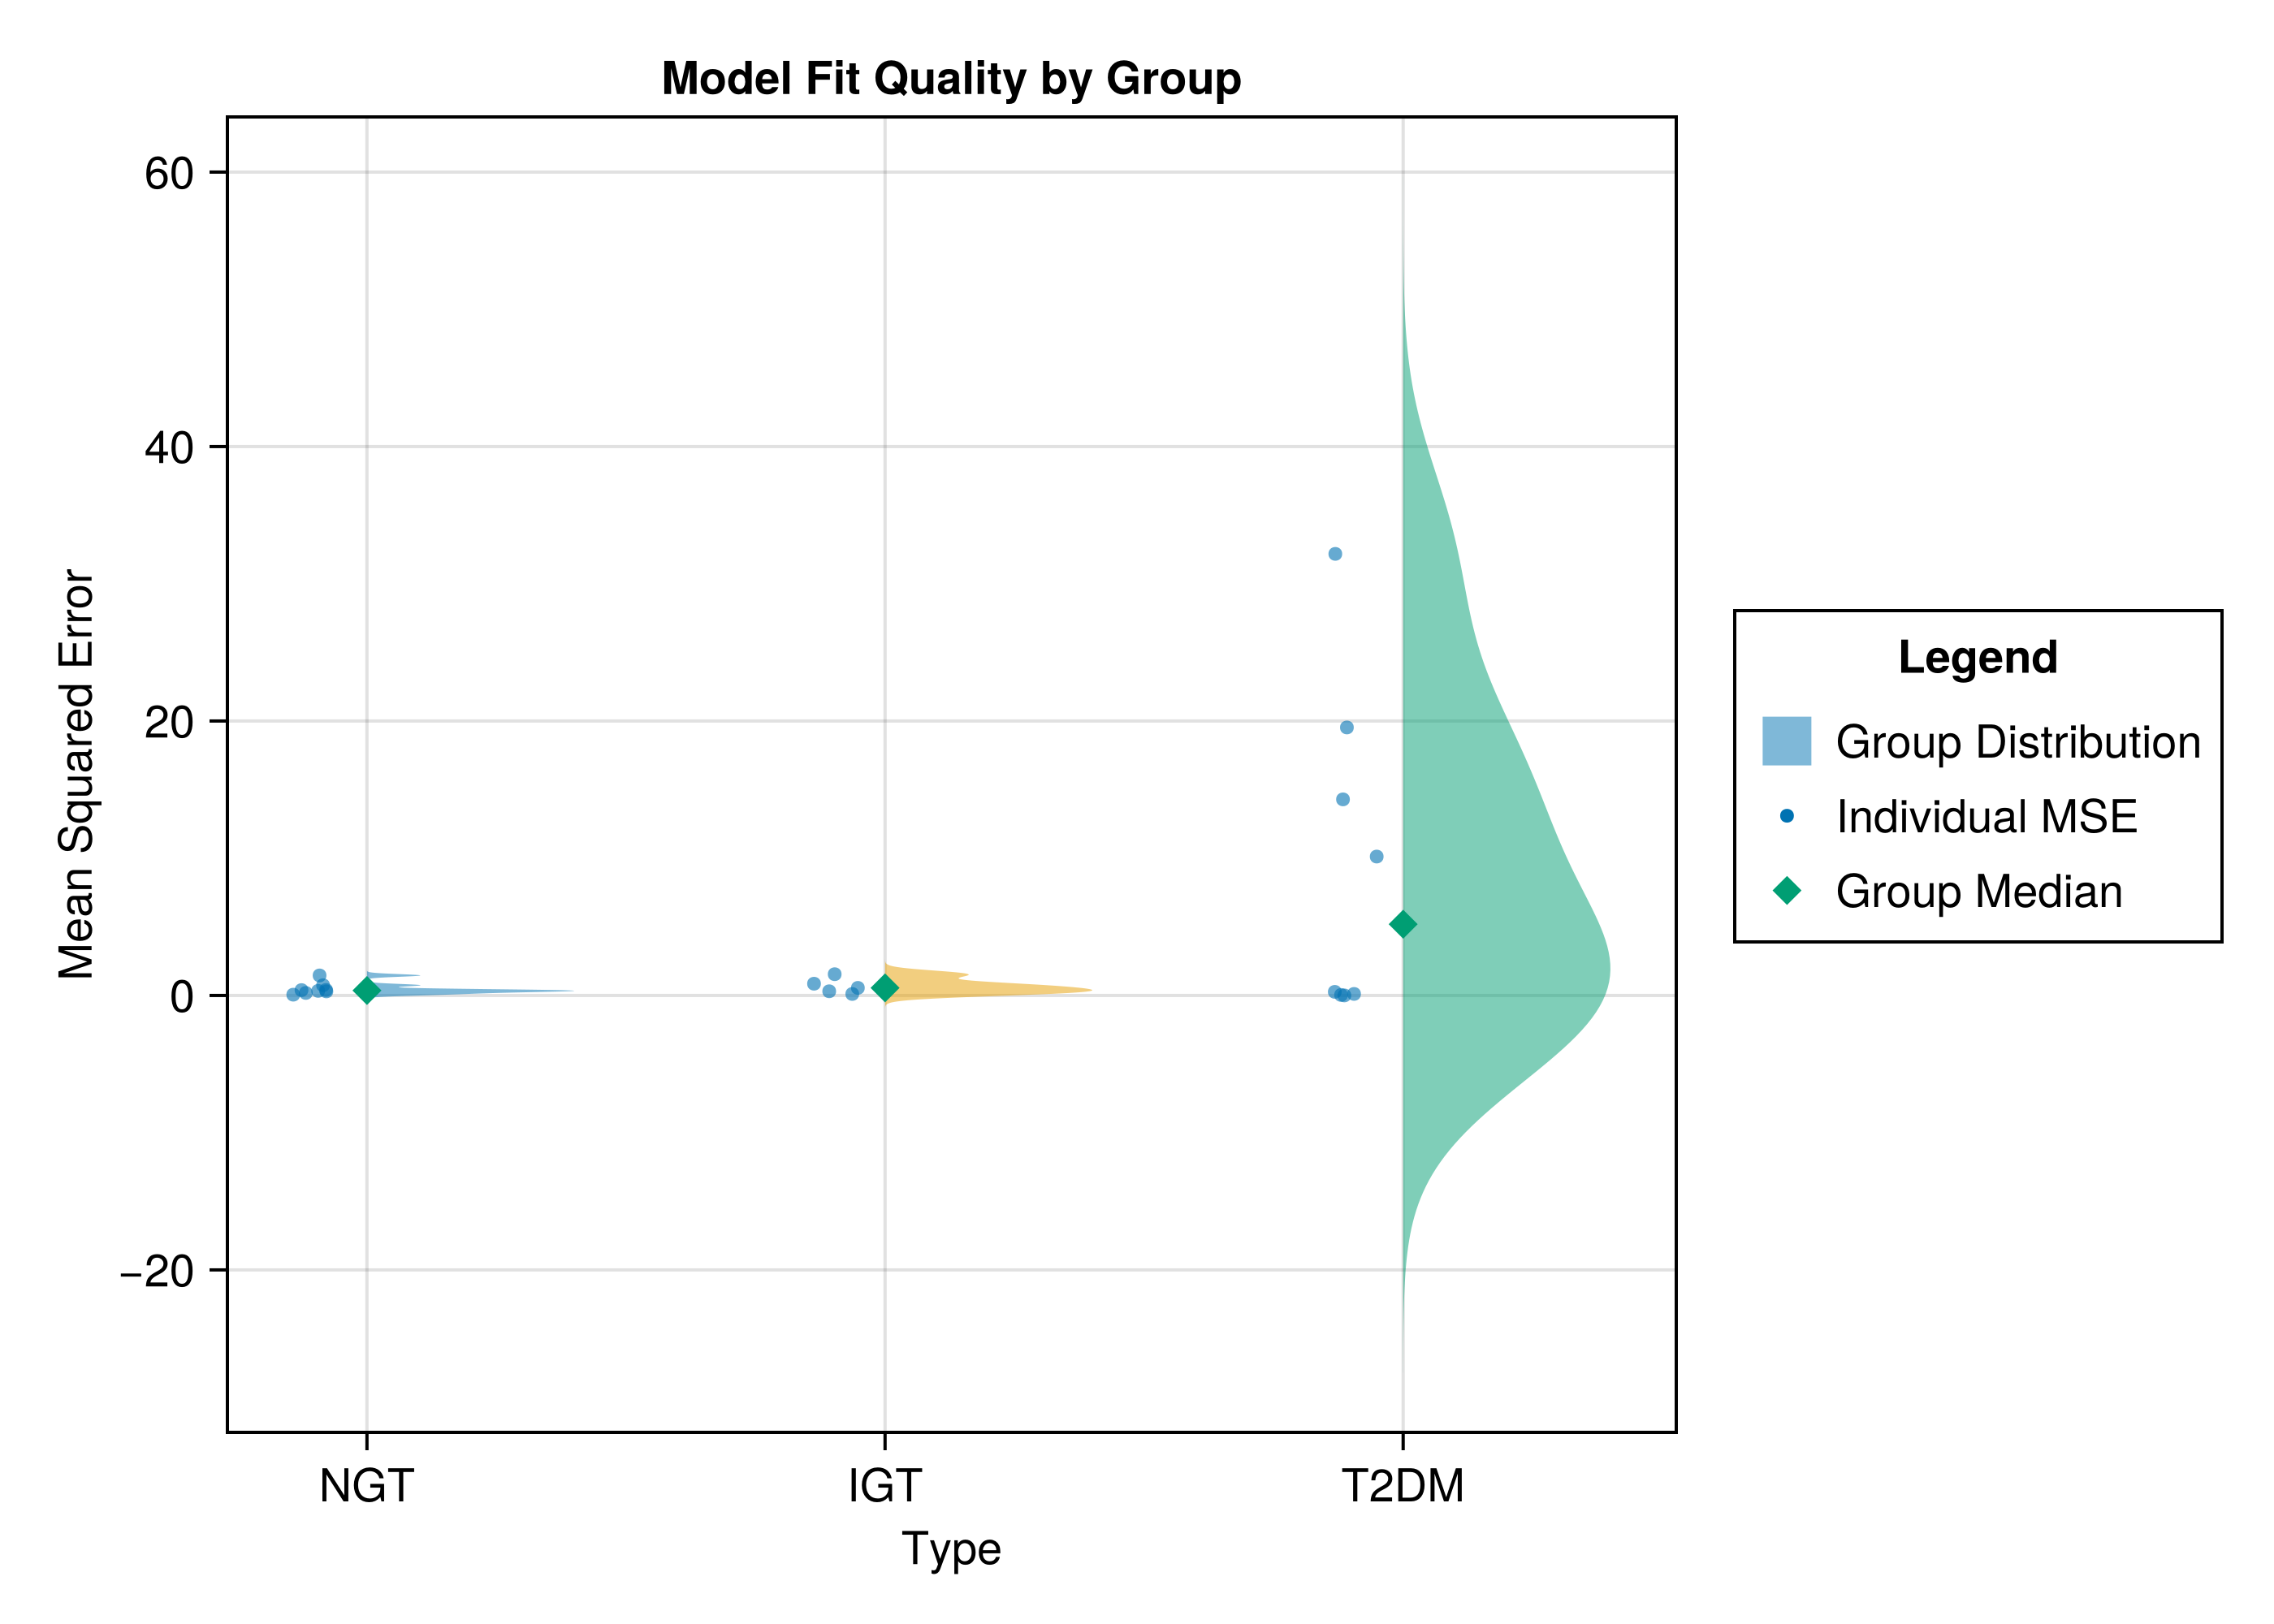 Model Fit Quality by Group
60
40
20
0
−20
Mean Squared Error
NGT
IGT
T2DM
Type
Legend
Group Distribution
Individual MSE
Group Median